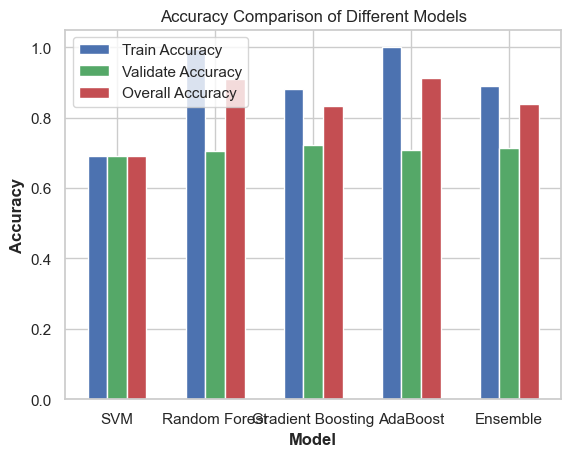 Accuracy Comparison of Different Models
Train Accuracy
Validate Accuracy
Overall Accuracy
Accuracy
1.0
0.8
0.6
0.4
0.2
0.0
SVM Random Forest Gradient Boosting AdaBoost Ensemble
Model